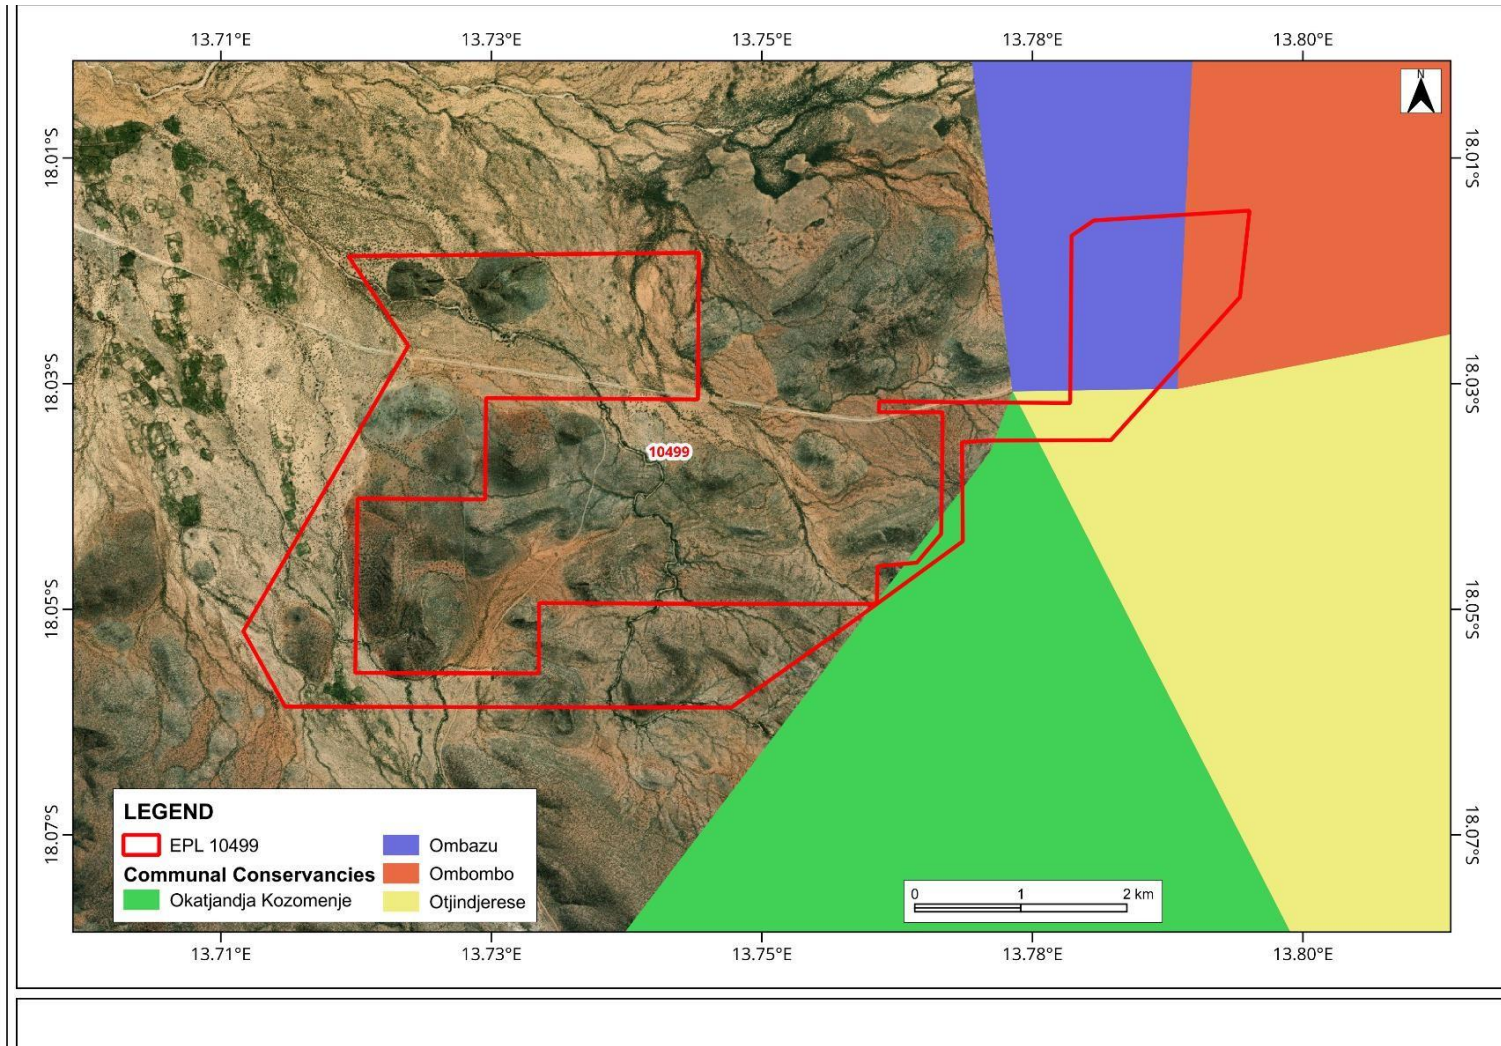 13.71°E 13.73°E 13.75°E 13.78°E 13.80°E
N
18.01°S 18.01°S
18.03°S 18.03°S
10499
18.05°S 18.05°S
18.07°S 18.07°S
LEGEND
EPL 10499
Communal Conservancies
Okatjandja Kozomenje
Ombazu
Ombombo
Otjindjerese
0 1 2 km
13.71°E 13.73°E 13.75°E 13.78°E 13.80°E